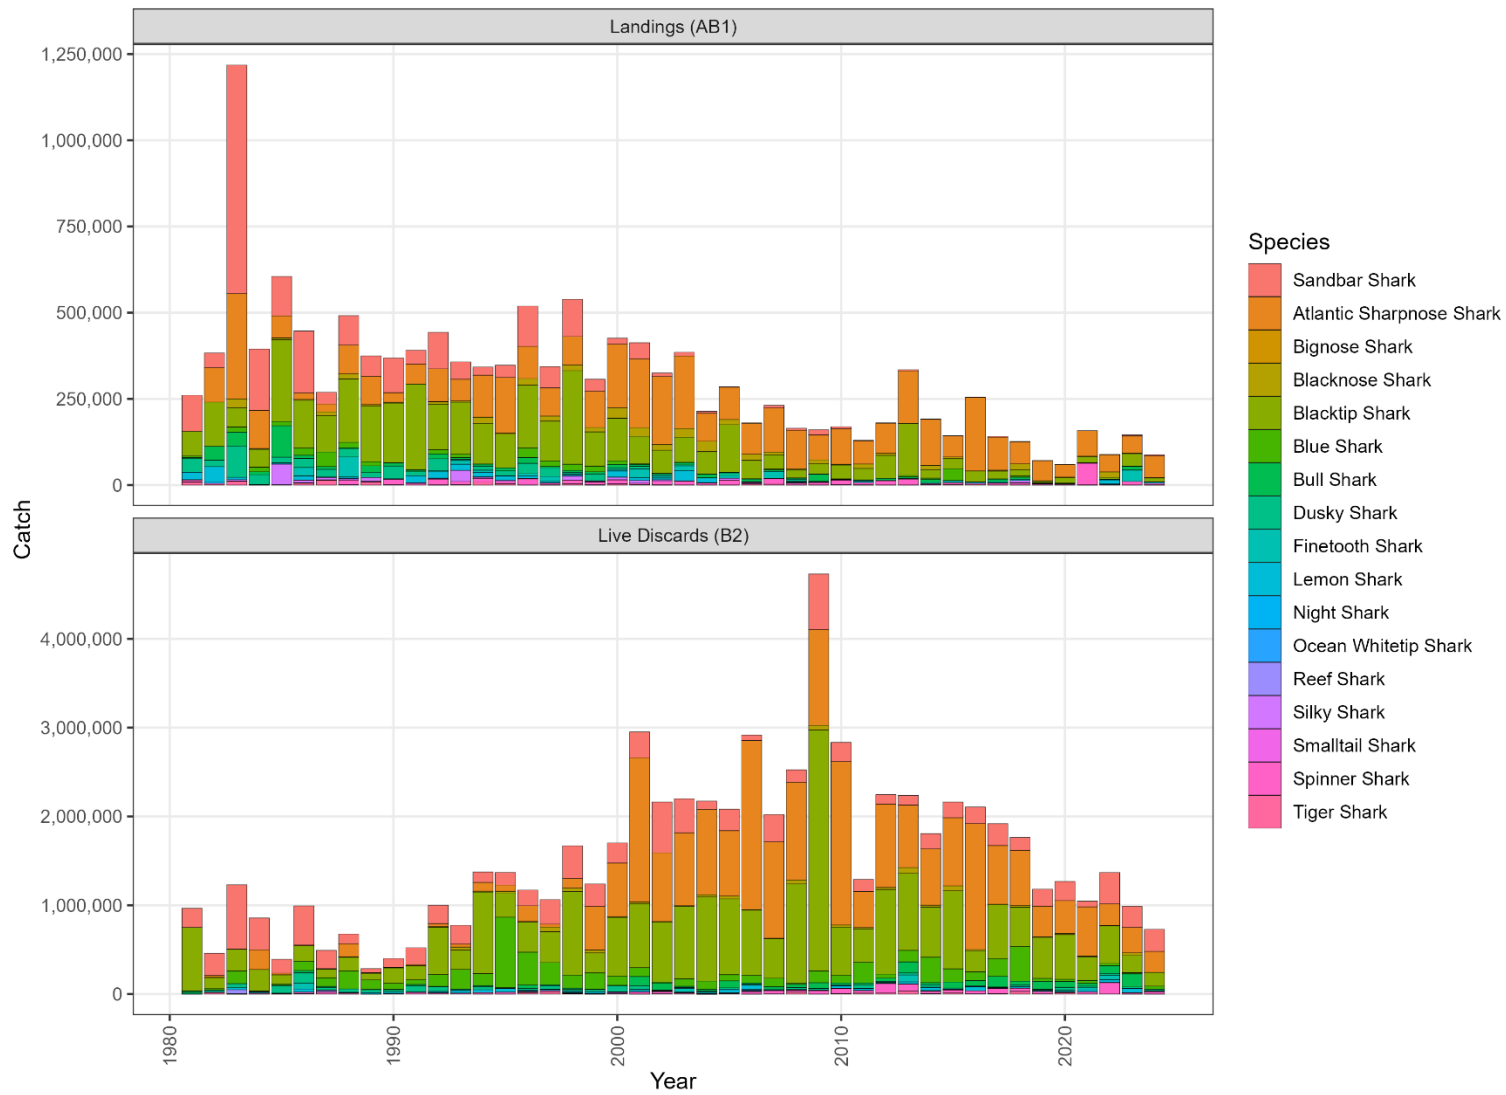 Landings (AB1)
1,250,000
1,000,000
750,000
500,000
250,000
0
Live Discards (B2)
4,000,000
3,000,000
2,000,000
1,000,000
0
Catch
1980
1990
2000
2010
2020
Year
Species
Sandbar Shark
Atlantic Sharpnose Shark
Bignose Shark
Blacknose Shark
Blacktip Shark
Blue Shark
Bull Shark
Dusky Shark
Finetooth Shark
Lemon Shark
Night Shark
Ocean Whitetip Shark
Reef Shark
Silky Shark
Smalltail Shark
Spinner Shark
Tiger Shark